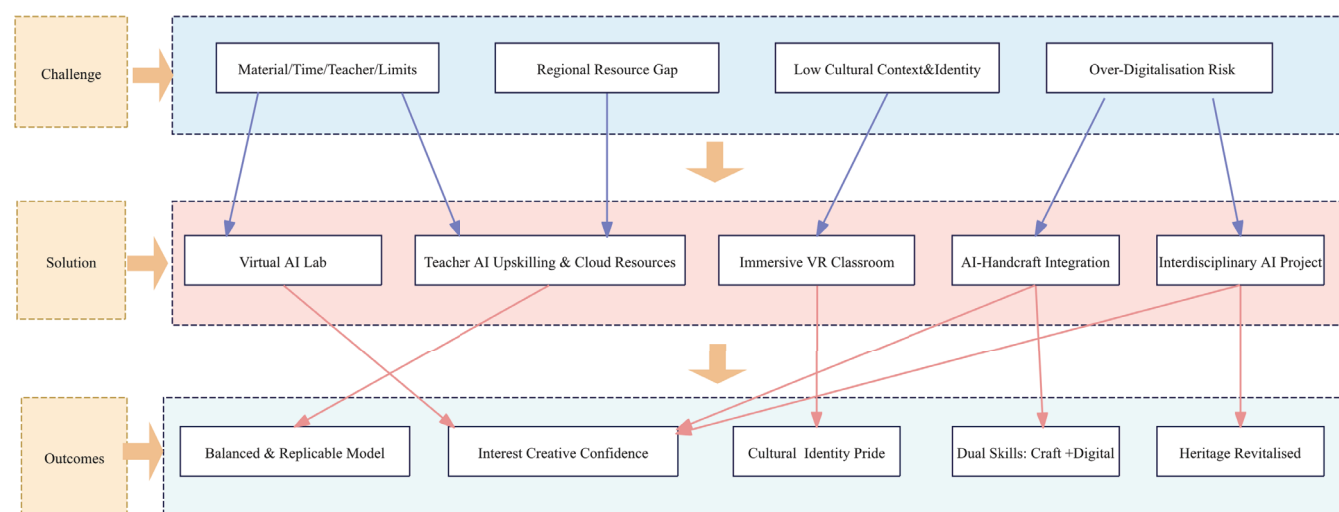 Challenge
Material/Time/Teacher/Limits
Regional Resource Gap
Low Cultural Context&Identity
Over-Digitalisation Risk
Solution
Virtual AI Lab
Teacher AI Upskilling & Cloud Resources
Immersive VR Classroom
AI-Handcraft Integration
Interdisciplinary AI Project
Outcomes
Balanced & Replicable Model
Interest Creative Confidence
Cultural Identity Pride
Dual Skills: Craft +Digital
Heritage Revitalised